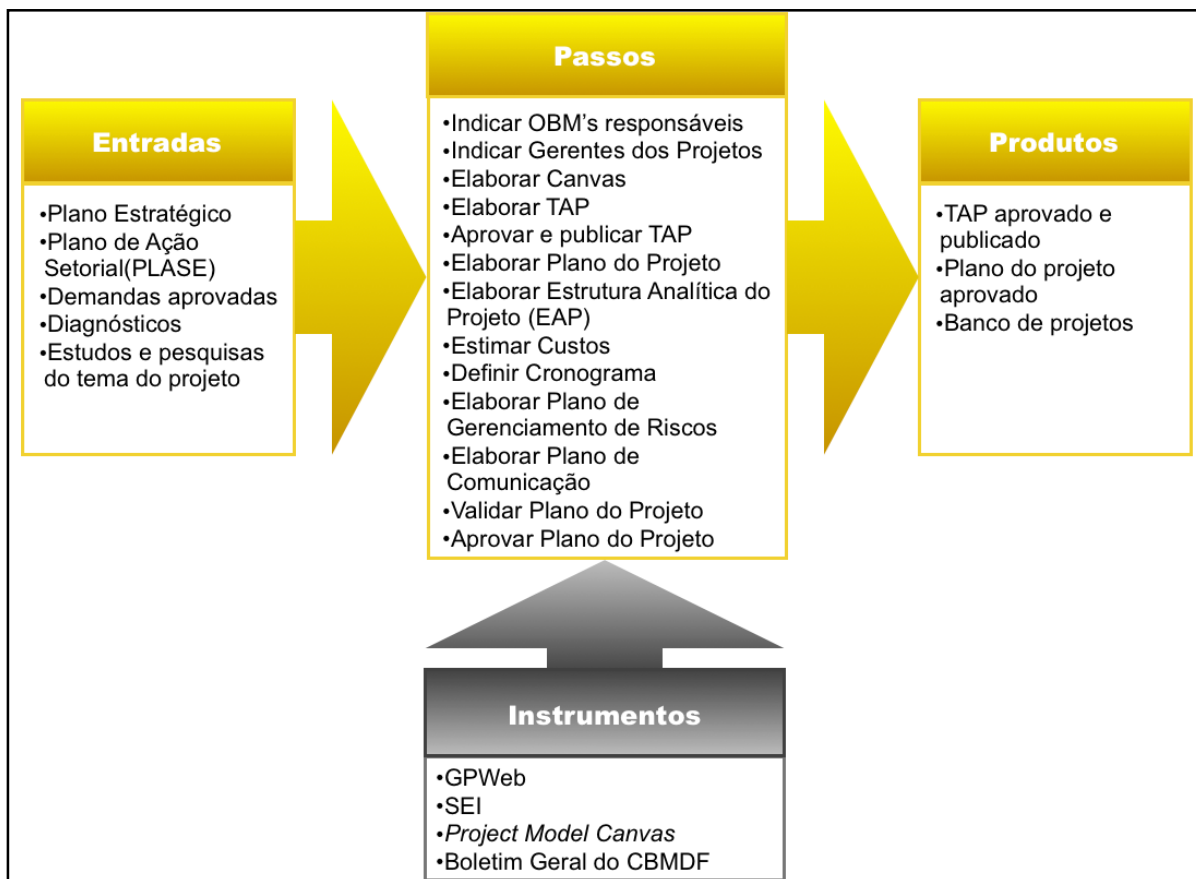 Entradas
•Plano Estratégico
•Plano de Ação
Setorial(PLASE)
•Demandas aprovadas
•Diagnósticos
•Estudos e pesquisas
do tema do projeto
Passos
•Indicar OBM’s responsáveis
•Indicar Gerentes dos Projetos
•Elaborar Canvas
•Elaborar TAP
•Aprovar e publicar TAP
•Elaborar Plano do Projeto
•Elaborar Estrutura Analítica do
Projeto (EAP)
•Estimar Custos
•Definir Cronograma
•Elaborar Plano de
Gerenciamento de Riscos
•Elaborar Plano de
Comunicação
•Validar Plano do Projeto
•Aprovar Plano do Projeto
Produtos
•TAP aprovado e
publicado
•Plano do projeto
aprovado
•Banco de projetos
Instrumentos
•GPWeb
•SEI
•Project Model Canvas
•Boletim Geral do CBMDF